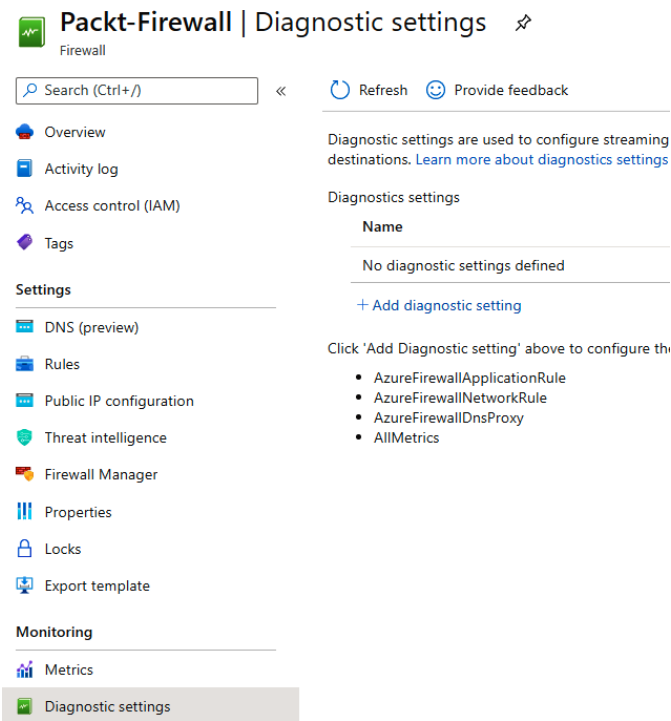 Packt-Firewall | Diagnostic settings
Firewall
Search (Ctrl+/)
«
Overview
Activity log
Access control (IAM)
Tags
Settings
DNS (preview)
Rules
Public IP configuration
Threat intelligence
Firewall Manager
Properties
Locks
Export template
Monitoring
Metrics
Diagnostic settings
Refresh
Provide feedback
Diagnostic settings are used to configure streaming
destinations. Learn more about diagnostics settings
Diagnostics settings
Name
No diagnostic settings defined
+ Add diagnostic setting
Click 'Add Diagnostic setting' above to configure the
• AzureFirewallApplicationRule
• AzureFirewallNetworkRule
• AzureFirewallDnsProxy
• AllMetrics